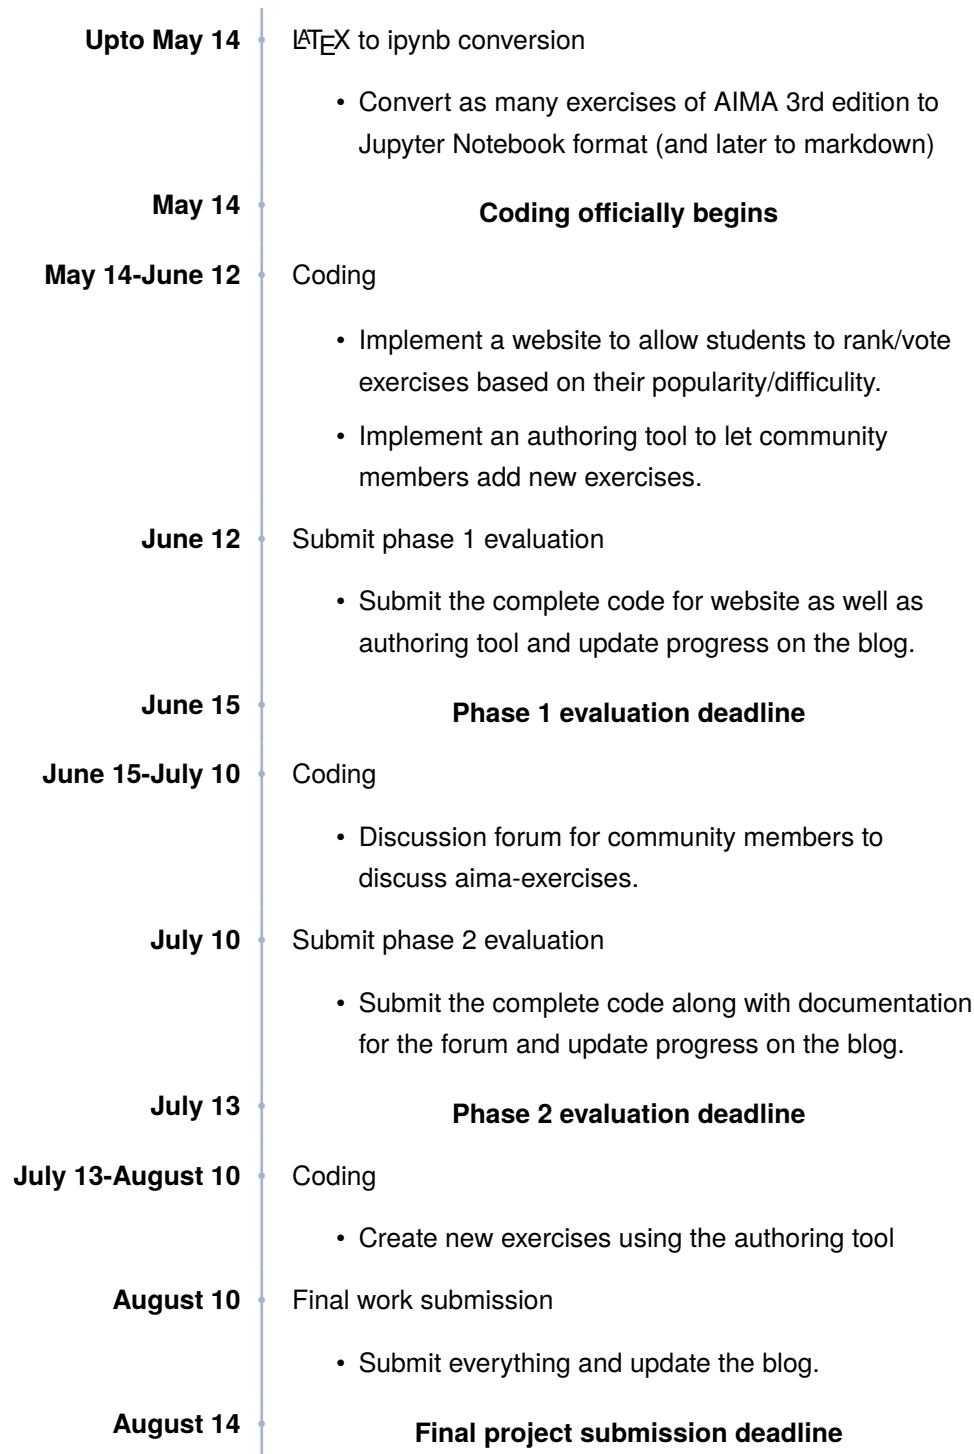 Upto May 14 LATEX to ipynb conversion
• Convert as many exercises of AIMA 3rd edition to
Jupyter Notebook format (and later to markdown)
May 14 Coding officially begins
May 14-June 12 Coding
• Implement a website to allow students to rank/vote
exercises based on their popularity/difficulity.
• Implement an authoring tool to let community
members add new exercises.
June 12 Submit phase 1 evaluation
• Submit the complete code for website as well as
authoring tool and update progress on the blog.
June 15 Phase 1 evaluation deadline
June 15-July 10 Coding
• Discussion forum for community members to
discuss aima-exercises.
July 10 Submit phase 2 evaluation
• Submit the complete code along with documentation
for the forum and update progress on the blog.
July 13 Phase 2 evaluation deadline
July 13-August 10 Coding
• Create new exercises using the authoring tool
August 10 Final work submission
• Submit everything and update the blog.
August 14 Final project submission deadline